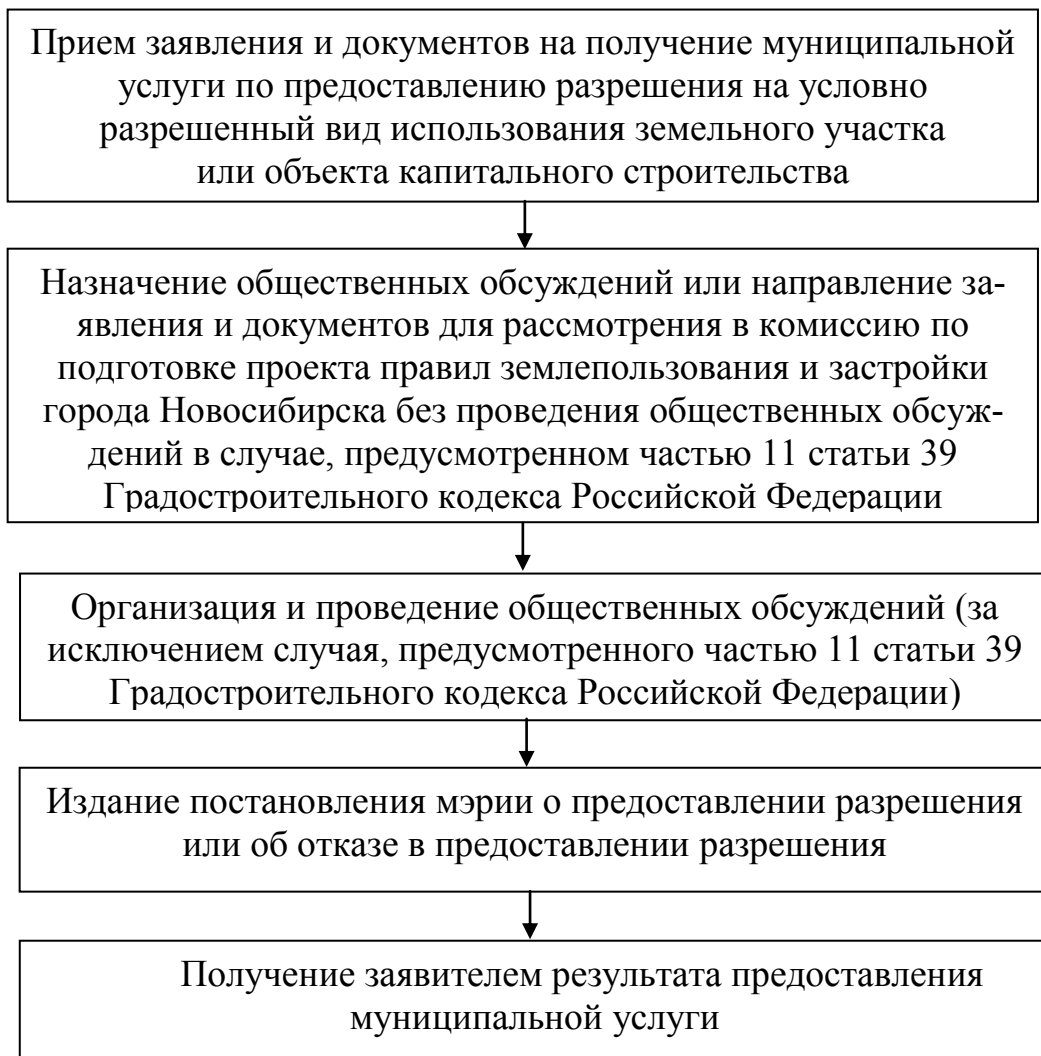 Прием заявления и документов на получение муниципальной
услуги по предоставлению разрешения на условно
разрешенный вид использования земельного участка
или объекта капитального строительства
Назначение общественных обсуждений или направление за-
явления и документов для рассмотрения в комиссию по
подготовке проекта правил землепользования и застройки
города Новосибирска без проведения общественных обсуж-
дений в случае, предусмотренном частью 11 статьи 39
Градостроительного кодекса Российской Федерации
Организация и проведение общественных обсуждений (за
исключением случая, предусмотренного частью 11 статьи 39
Градостроительного кодекса Российской Федерации)
Издание постановления мэрии о предоставлении разрешения
или об отказе в предоставлении разрешения
Получение заявителем результата предоставления
муниципальной услуги